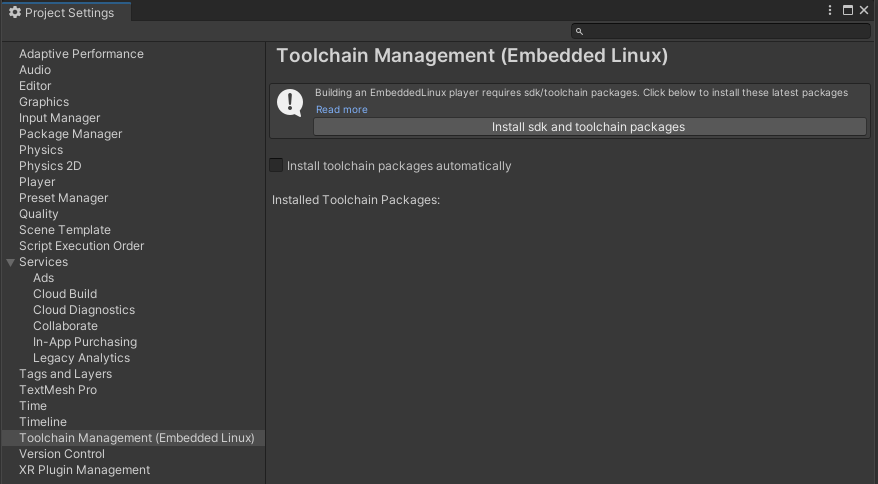 Project Settings
Adaptive Performance
Audio
Editor
Graphics
Input Manager
Package Manager
Physics
Physics 2D
Player
Preset Manager
Quality
Scene Template
Script Execution Order
Services
Ads
Cloud Build
Cloud Diagnostics
Collaborate
In-App Purchasing
Legacy Analytics
Tags and Layers
TextMesh Pro
Time
Timeline
Toolchain Management (Embedded Linux)
Version Control
XR Plugin Management
Toolchain Management (Embedded Linux)
Building an EmbeddedLinux player requires sdk/toolchain packages. Click below to install these latest packages
Read more
Install sdk and toolchain packages
Install toolchain packages automatically
Installed Toolchain Packages: